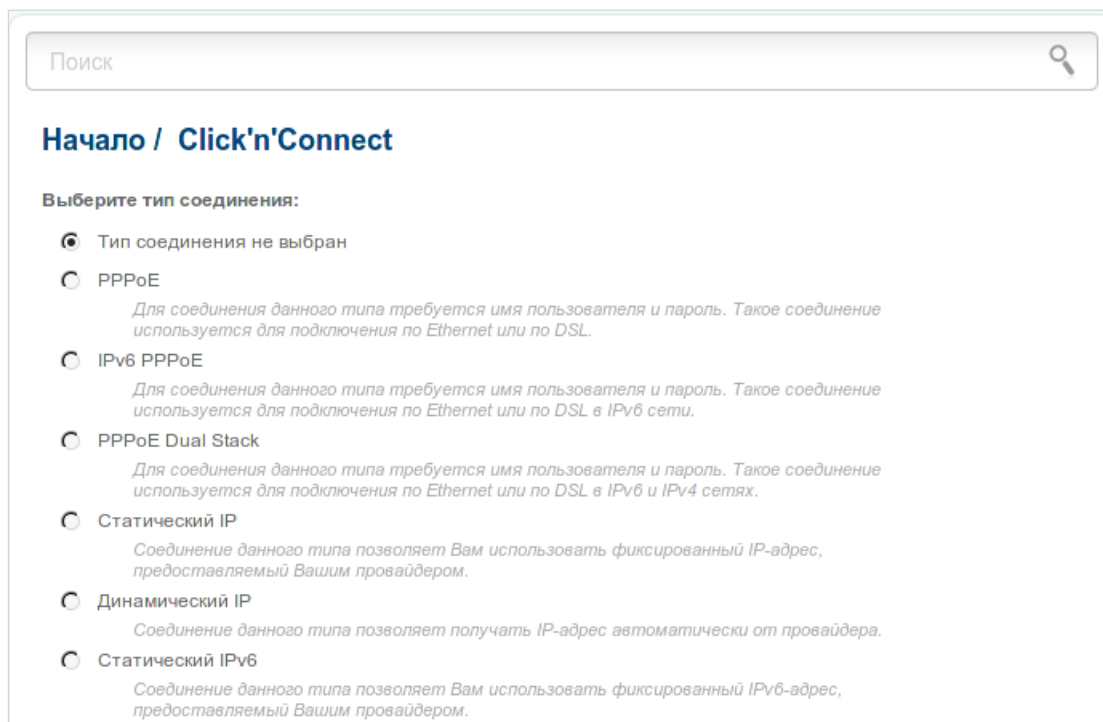 Поиск
Начало / Click'n'Connect
Выберите тип соединения:
Тип соединения не выбран
PPPoE
Для соединения данного типа требуется имя пользователя и пароль. Такое соединение
используется для подключения по Ethernet или по DSL.
IPv6 PPPoE
Для соединения данного типа требуется имя пользователя и пароль. Такое соединение
используется для подключения по Ethernet или по DSL в IPv6 сети.
PPPoE Dual Stack
Для соединения данного типа требуется имя пользователя и пароль. Такое соединение
используется для подключения по Ethernet или по DSL в IPv6 и IPv4 сетях.
Статический IP
Соединение данного типа позволяет Вам использовать фиксированный IP-адрес,
предоставляемый Вашим провайдером.
Динамический IP
Соединение данного типа позволяет получать IP-адрес автоматически от провайдера.
Статический IPv6
Соединение данного типа позволяет Вам использовать фиксированный IPv6-адрес,
предоставляемый Вашим провайдером.